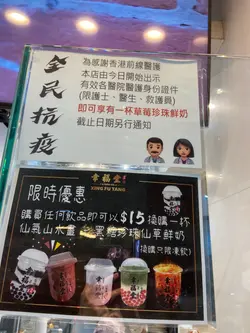 全民抗疫
為感謝香港前線醫護
本店由今日開始出示
有效各醫院醫護身份證件
(限護士、醫生、救護員)
即可享有一杯草莓珍珠鮮奶
截止日期另行通知
幸福堂
XING FU TANG
限時優惠
購買任何飲品即可以$15換購一杯
仙氣山水畫 黑糖珍珠仙草鮮奶
(換購只限凍飲)